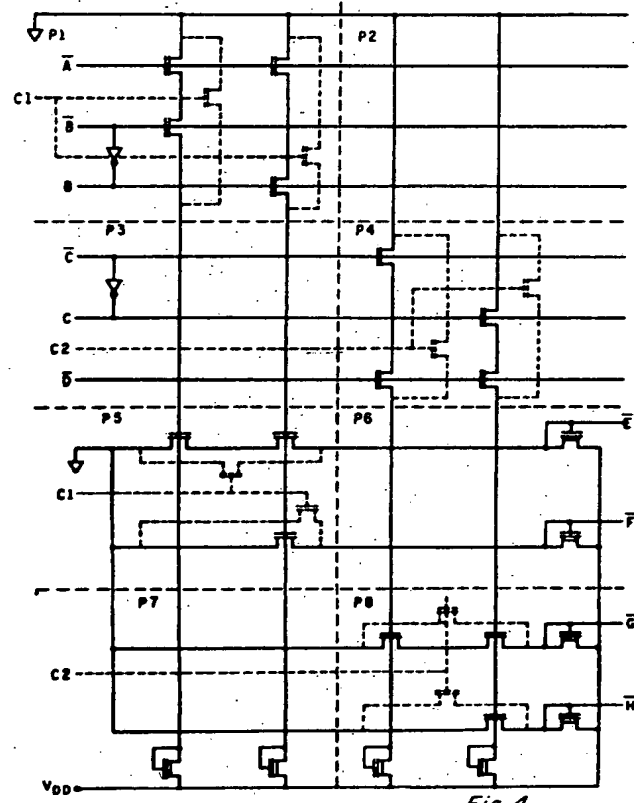 P1 P2
A̅
C1
B̅
B
P3 P4
C̅
C
C2
D̅
P5 P6
E̅
C1
F̅
P7 P8
G̅
C2
H̅
VDD
Fig. 4